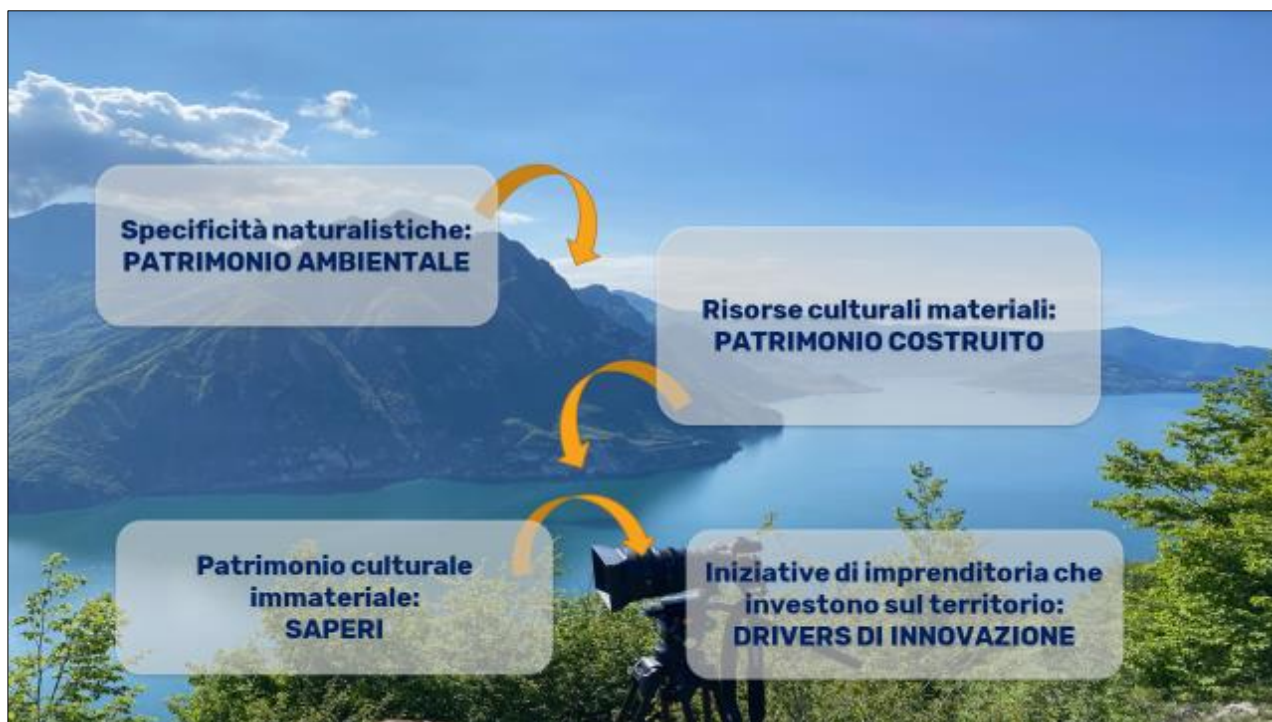 Specificità naturalistiche:
PATRIMONIO AMBIENTALE
Risorse culturali materiali:
PATRIMONIO COSTRUITO
Patrimonio culturale
immateriale:
SAPERI
Iniziative di imprenditoria che
investono sul territorio:
DRIVERS DI INNOVAZIONE